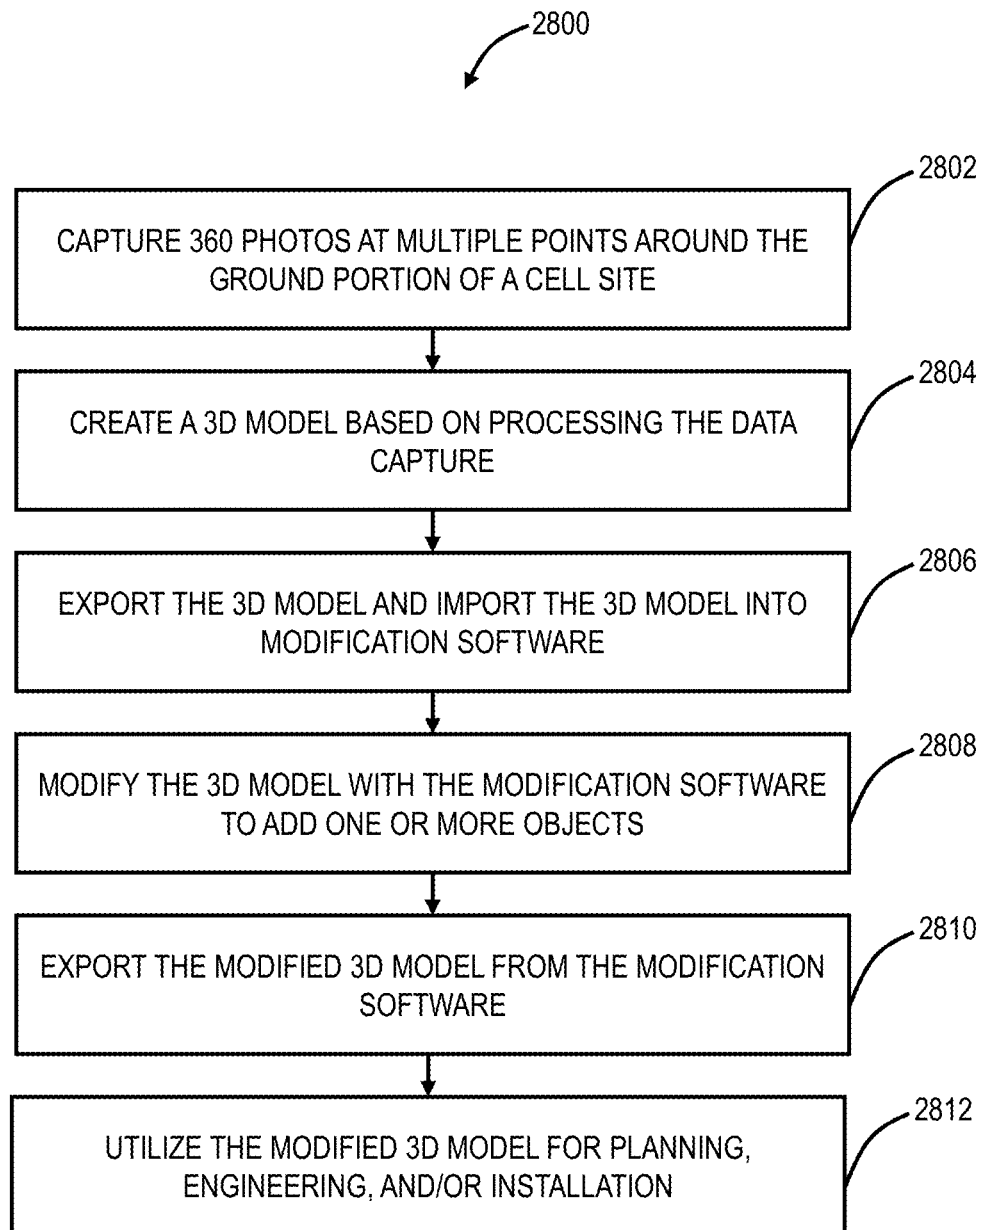 2800
2802
CAPTURE 360 PHOTOS AT MULTIPLE POINTS AROUND THE
GROUND PORTION OF A CELL SITE
2804
CREATE A 3D MODEL BASED ON PROCESSING THE DATA
CAPTURE
2806
EXPORT THE 3D MODEL AND IMPORT THE 3D MODEL INTO
MODIFICATION SOFTWARE
2808
MODIFY THE 3D MODEL WITH THE MODIFICATION SOFTWARE
TO ADD ONE OR MORE OBJECTS
2810
EXPORT THE MODIFIED 3D MODEL FROM THE MODIFICATION
SOFTWARE
2812
UTILIZE THE MODIFIED 3D MODEL FOR PLANNING,
ENGINEERING, AND/OR INSTALLATION